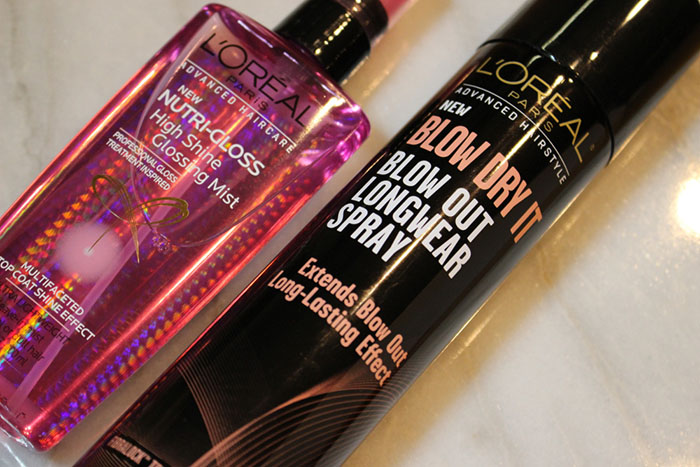 L'ORÉAL
PARIS
ADVANCED HAIRCARE
NEW
NUTRI-GLOSS
High Shine
Glossing Mist
PROFESSIONAL GLOSS
TREATMENT INSPIRED
MULTIFACETED
TOP COAT SHINE EFFECT
L'ORÉAL
PARIS
ADVANCED HAIRSTYLE
NEW
BLOW DRY IT
BLOW OUT
LONGWEAR
SPRAY
Extends Blow Out
Long-Lasting Effect